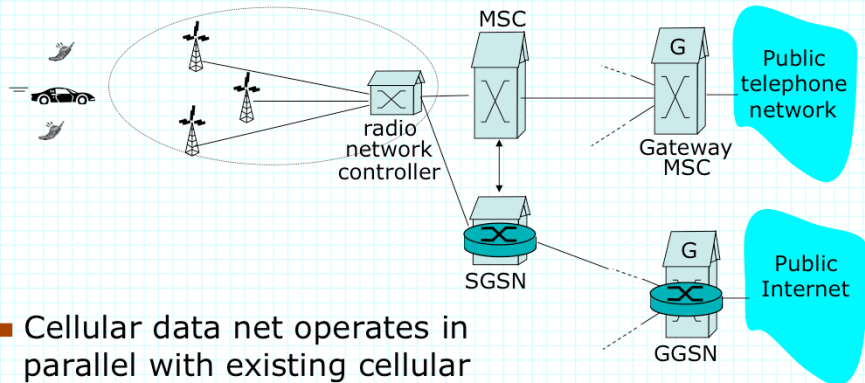 MSC
G
Public
telephone
network
radio
network
controller
Gateway
MSC
SGSN
G
Public
Internet
GGSN
Cellular data net operates in
parallel with existing cellular